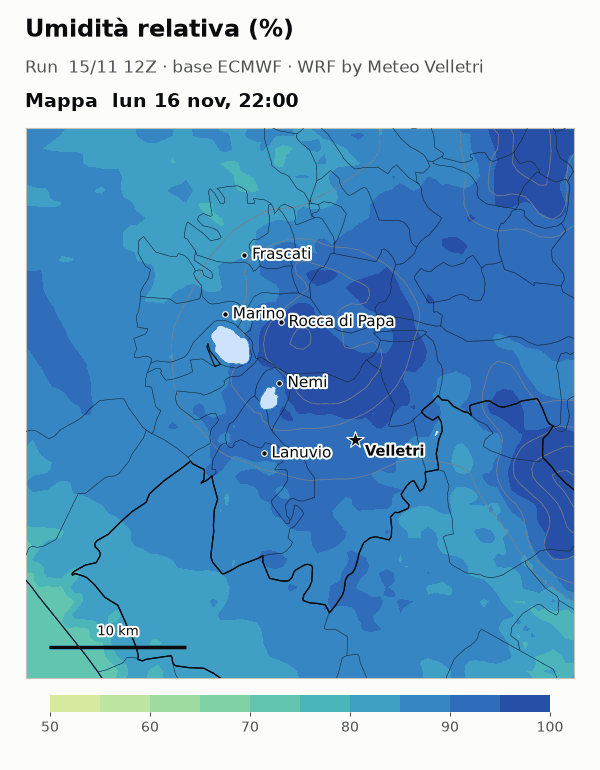 Umidità relativa (%)
Run  15/11 12Z · base ECMWF · WRF by Meteo Velletri
Mappa  lun 16 nov, 22:00
Frascati
Marino
Rocca di Papa
Nemi
Velletri
Lanuvio
10 km
50 60 70 80 90 100